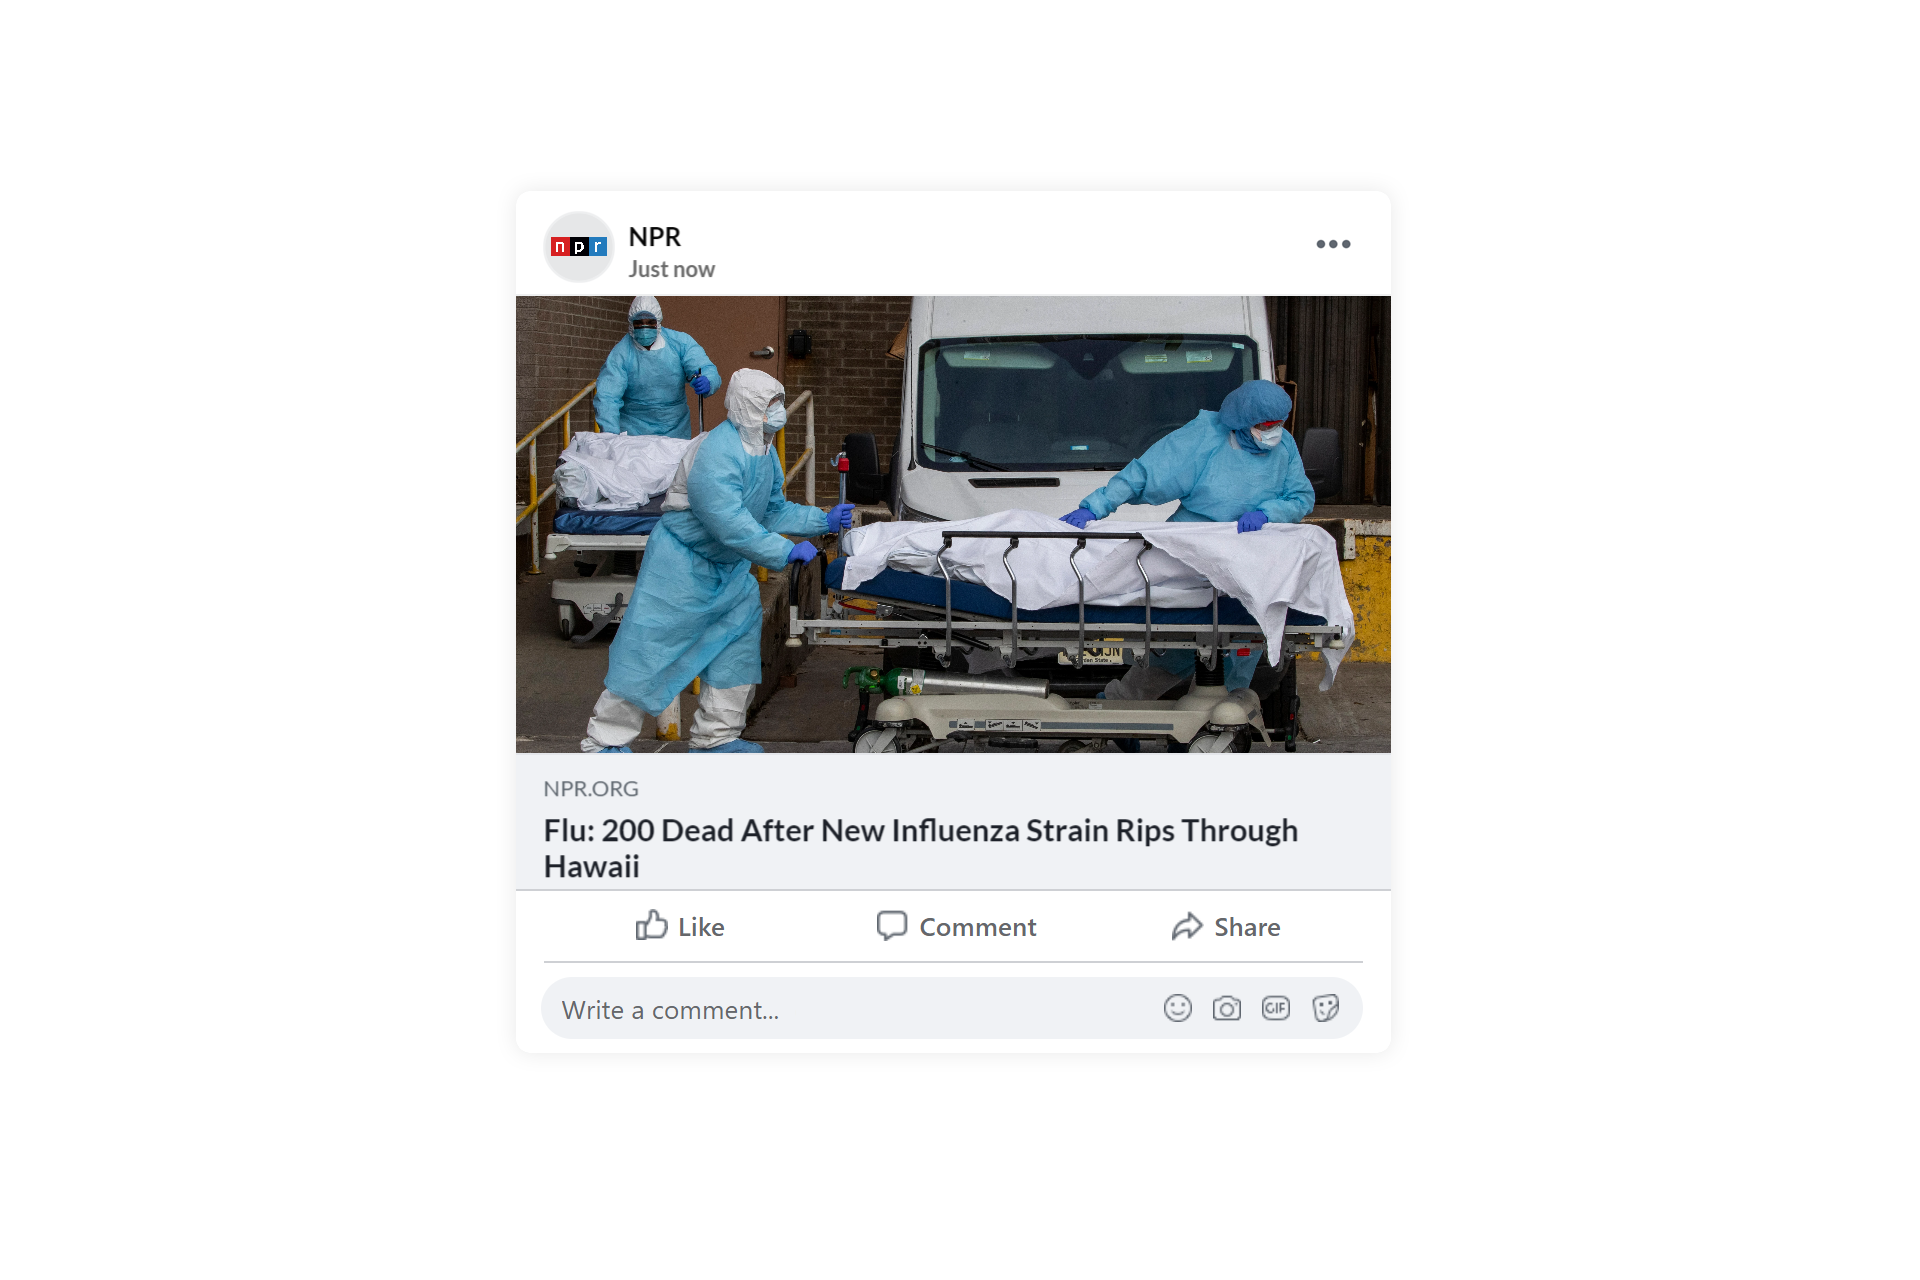 npr
NPR
Just now
NPR.ORG
Flu: 200 Dead After New Influenza Strain Rips Through
Hawaii
Like
Comment
Share
Write a comment...
GIF